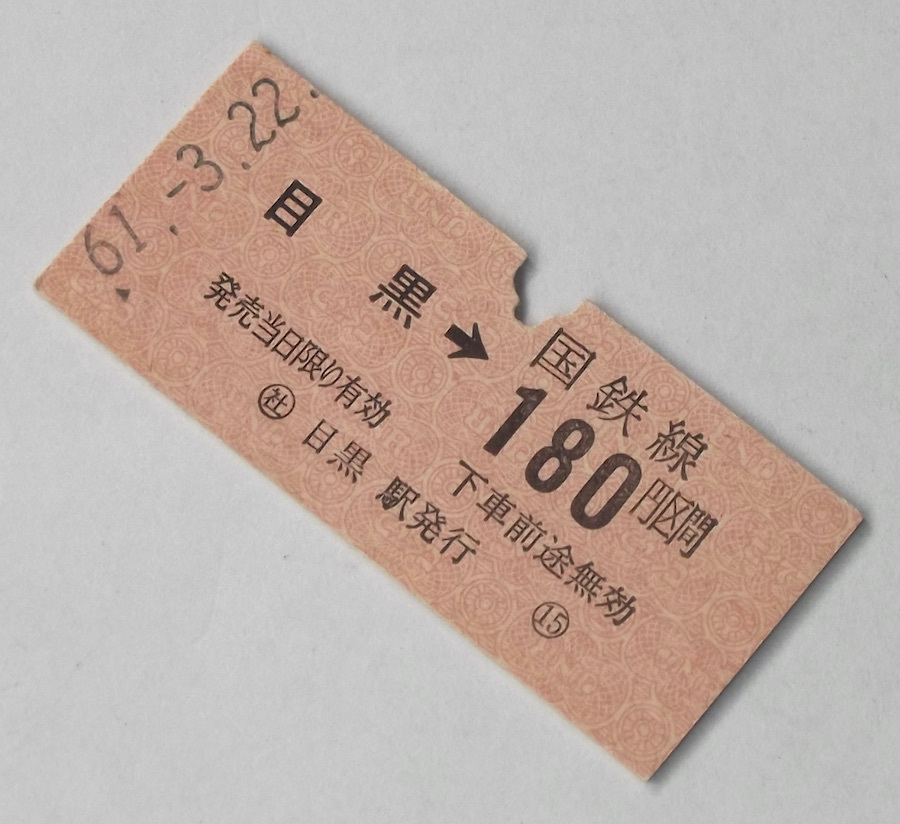 61.-3.22.
目黒→国鉄線
180円区間
発売当日限り有効
下車前途無効
㊓目黒駅発行
⑮